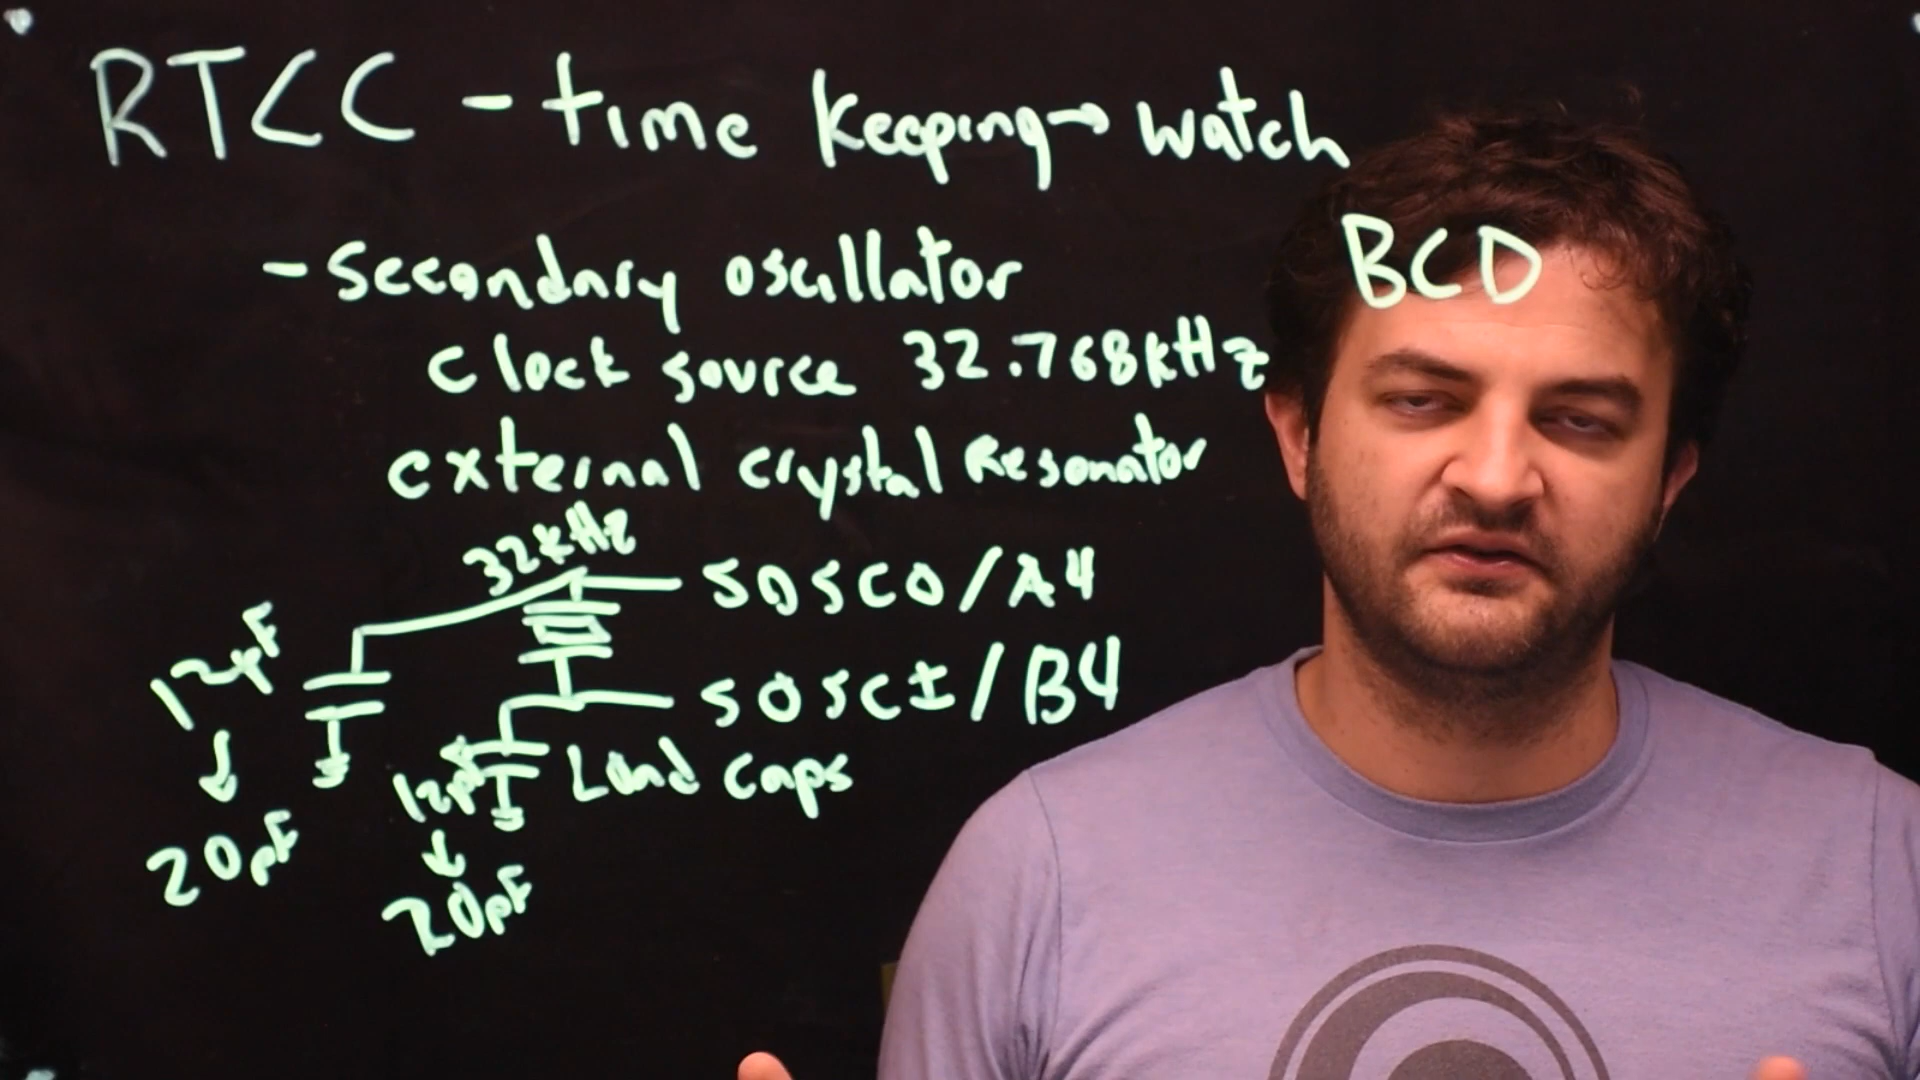 RTCC - time keeping → watch
BCD
- secondary oscillator
clock source 32.768kHz
external crystal Resonator
32kHz
SOSCO/A4
12pF
SOSCI/B4
12pF
Load caps
20pF
20pF